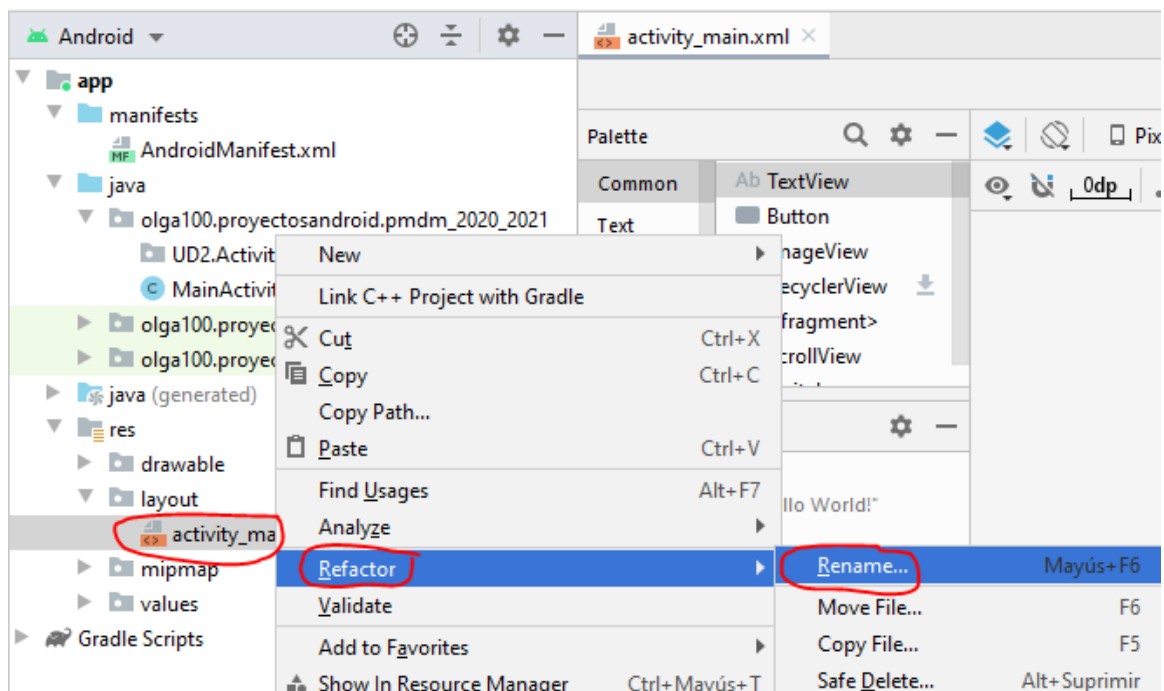 Android
app
manifests
MF AndroidManifest.xml
java
olga100.proyectosandroid.pmdm_2020_2021
UD2.Activit
C MainActivit
olga100.proyec
olga100.proyec
java (generated)
res
drawable
layout
activity_ma
mipmap
values
Gradle Scripts
activity_main.xml
Palette
Pix
Common
Text
Ab TextView
Button
nageView
ecyclerView
fragment>
crollView
0dp
llo World!"
New
Link C++ Project with Gradle
Cut Ctrl+X
Copy Ctrl+C
Copy Path...
Paste Ctrl+V
Find Usages Alt+F7
Analyze
Refactor
Validate
Add to Favorites
Show In Resource Manager Ctrl+Mayús+T
Rename... Mayús+F6
Move File... F6
Copy File... F5
Safe Delete... Alt+Suprimir